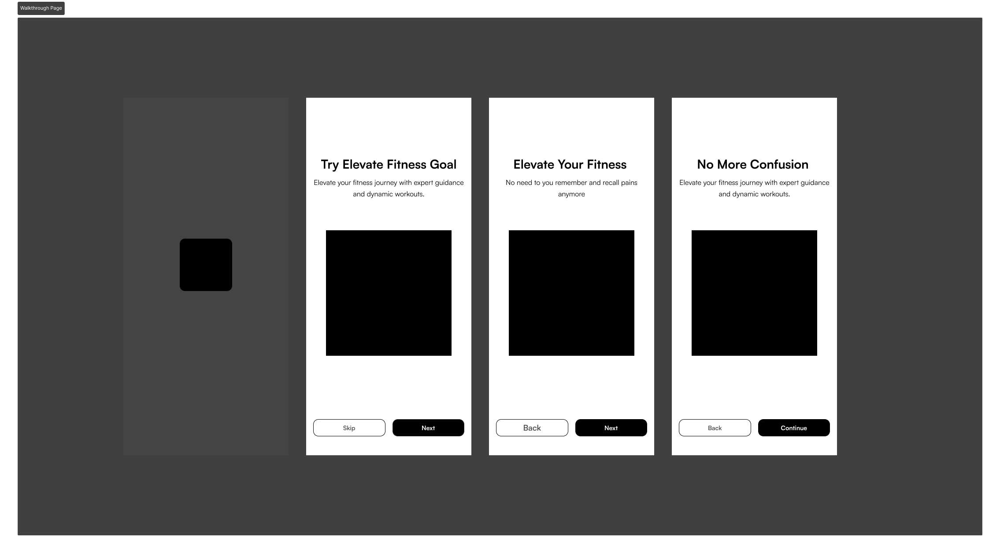 Walkthrough Page
Try Elevate Fitness Goal
Elevate your fitness journey with expert guidance
and dynamic workouts.
Skip
Next
Elevate Your Fitness
No need to you remember and recall pains
anymore
Back
Next
No More Confusion
Elevate your fitness journey with expert guidance
and dynamic workouts.
Back
Continue